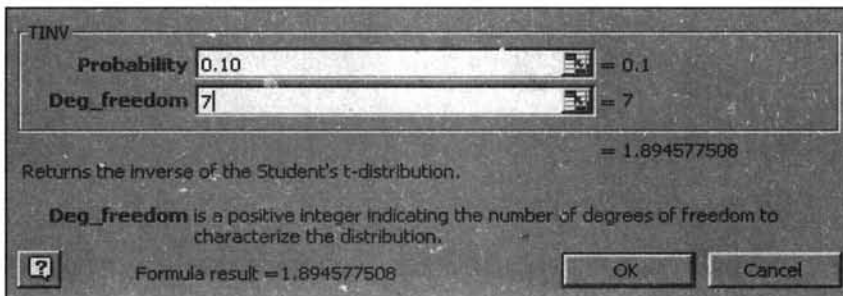 TINV
Probability 0.10 = 0.1
Deg_freedom 7 = 7
= 1.894577508
Returns the inverse of the Student's t-distribution.
Deg_freedom is a positive integer indicating the number of degrees of freedom to
characterize the distribution.
? Formula result =1.894577508 OK Cancel